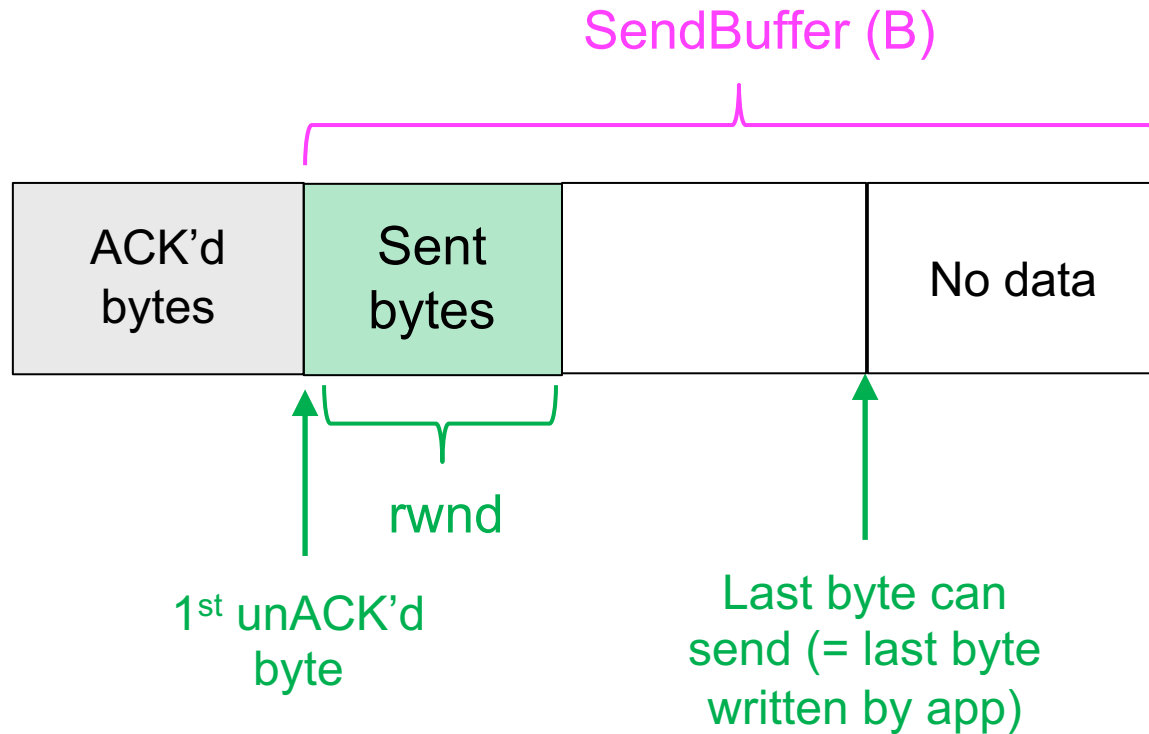 SendBuffer (B)
ACK’d
bytes
Sent
bytes
No data
rwnd
1st unACK’d
byte
Last byte can
send (= last byte
written by app)